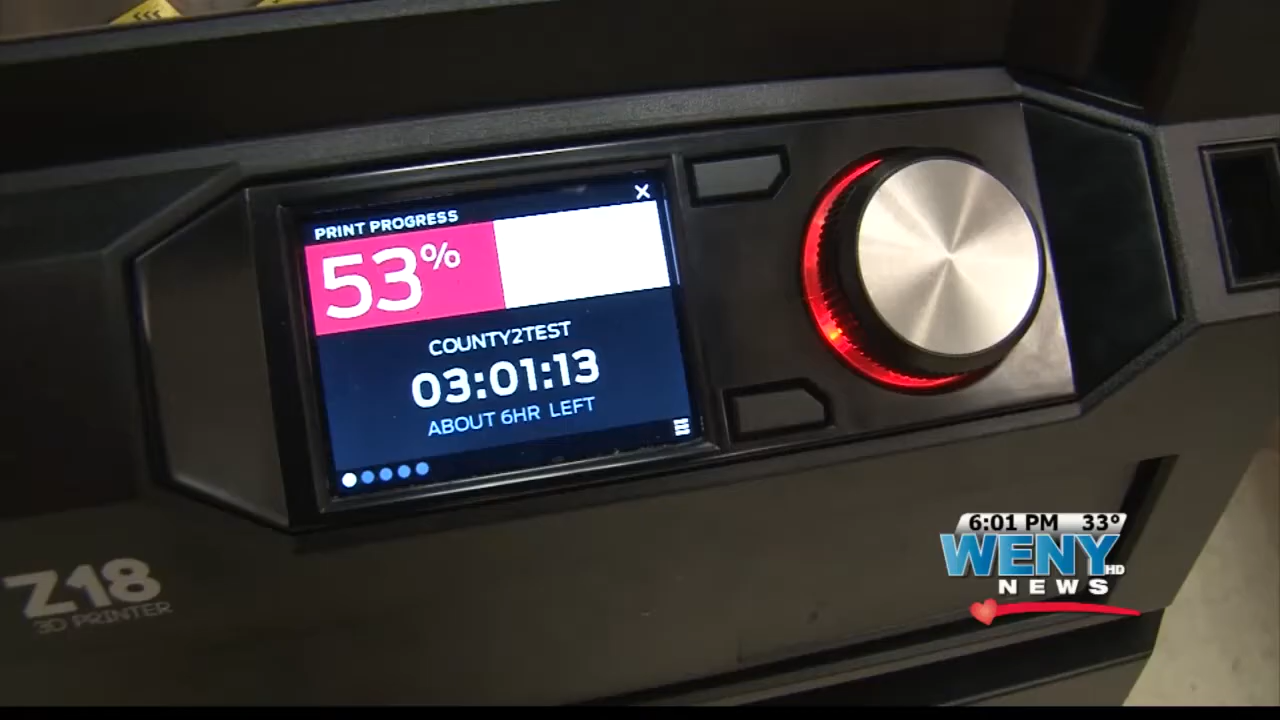 PRINT PROGRESS
53%
COUNTY2TEST
03:01:13
ABOUT 6HR LEFT
Z18
3D PRINTER
6:01 PM 33°
WENY HD
NEWS